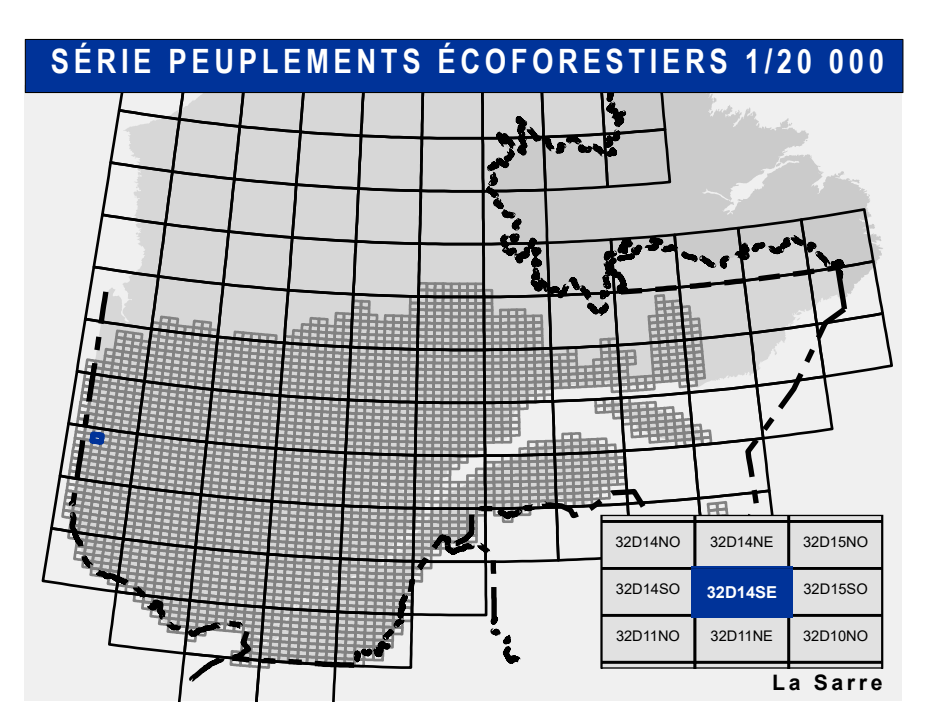 SÉRIE PEUPLEMENTS ÉCOFORESTIERS 1/20 000
32D14NO 32D14NE 32D15NO
32D14SO 32D14SE 32D15SO
32D11NO 32D11NE 32D10NO
La Sarre